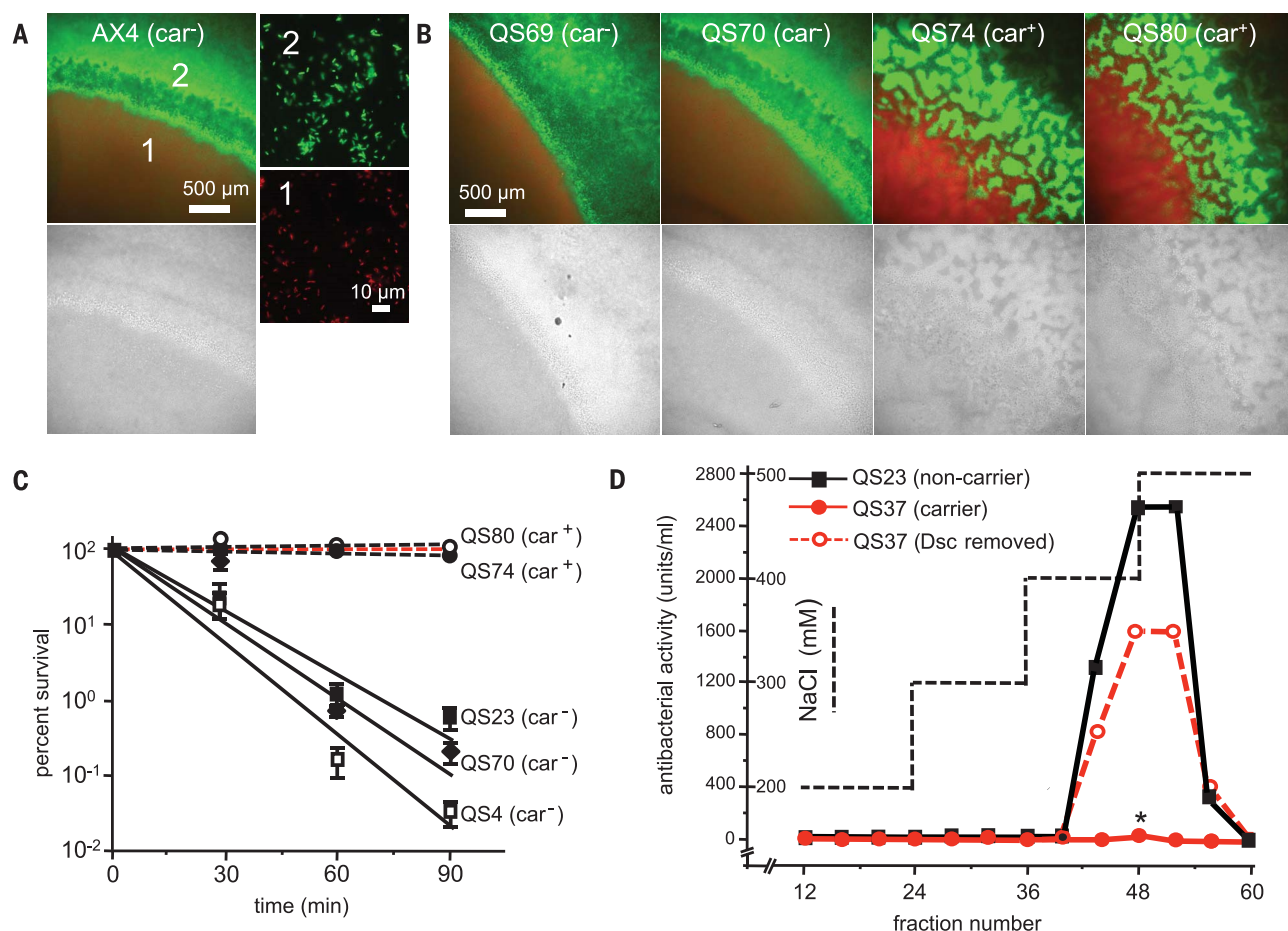 A
AX4 (car-)
2
1
500 µm
2
1
10 µm
B
QS69 (car-)
QS70 (car-)
QS74 (car+)
QS80 (car+)
500 µm
C
percent survival
10²
10¹
10⁰
10⁻¹
10⁻²
0
30
60
90
time (min)
QS80 (car⁺)
QS74 (car⁺)
QS23 (car⁻)
QS70 (car⁻)
QS4 (car⁻)
D
antibacterial activity (units/ml)
2800
2400
2000
1600
1200
800
400
0
NaCl (mM)
500
400
300
200
QS23 (non-carrier)
QS37 (carrier)
QS37 (Dsc removed)
*
12
24
36
48
60
fraction number